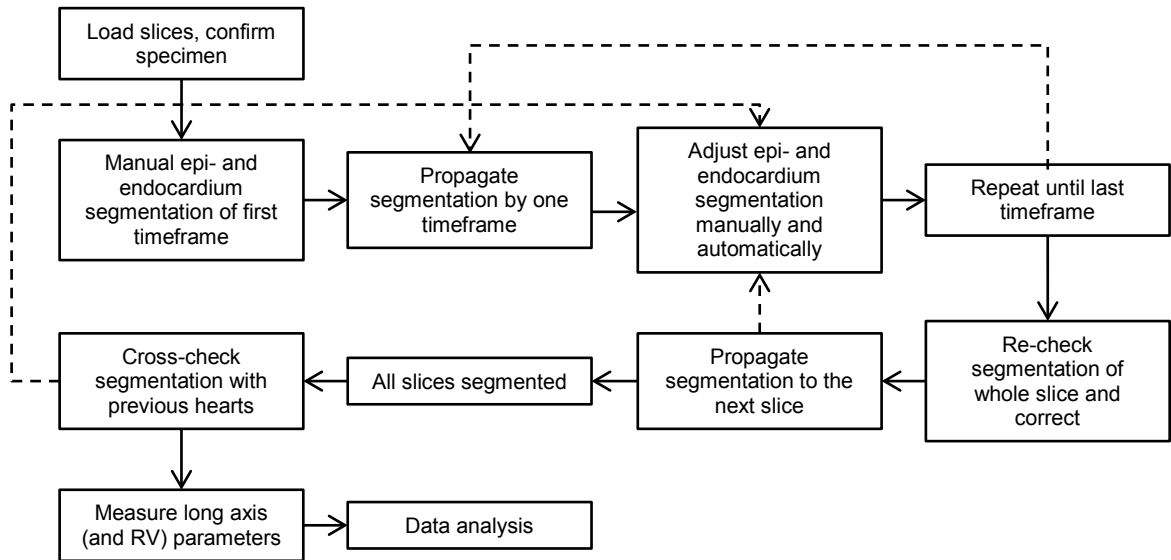 Load slices, confirm
specimen
Manual epi- and
endocardium
segmentation of first
timeframe
Propagate
segmentation by one
timeframe
Adjust epi- and
endocardium
segmentation
manually and
automatically
Repeat until last
timeframe
Re-check
segmentation of
whole slice and
correct
Propagate
segmentation to the
next slice
All slices segmented
Cross-check
segmentation with
previous hearts
Measure long axis
(and RV) parameters
Data analysis